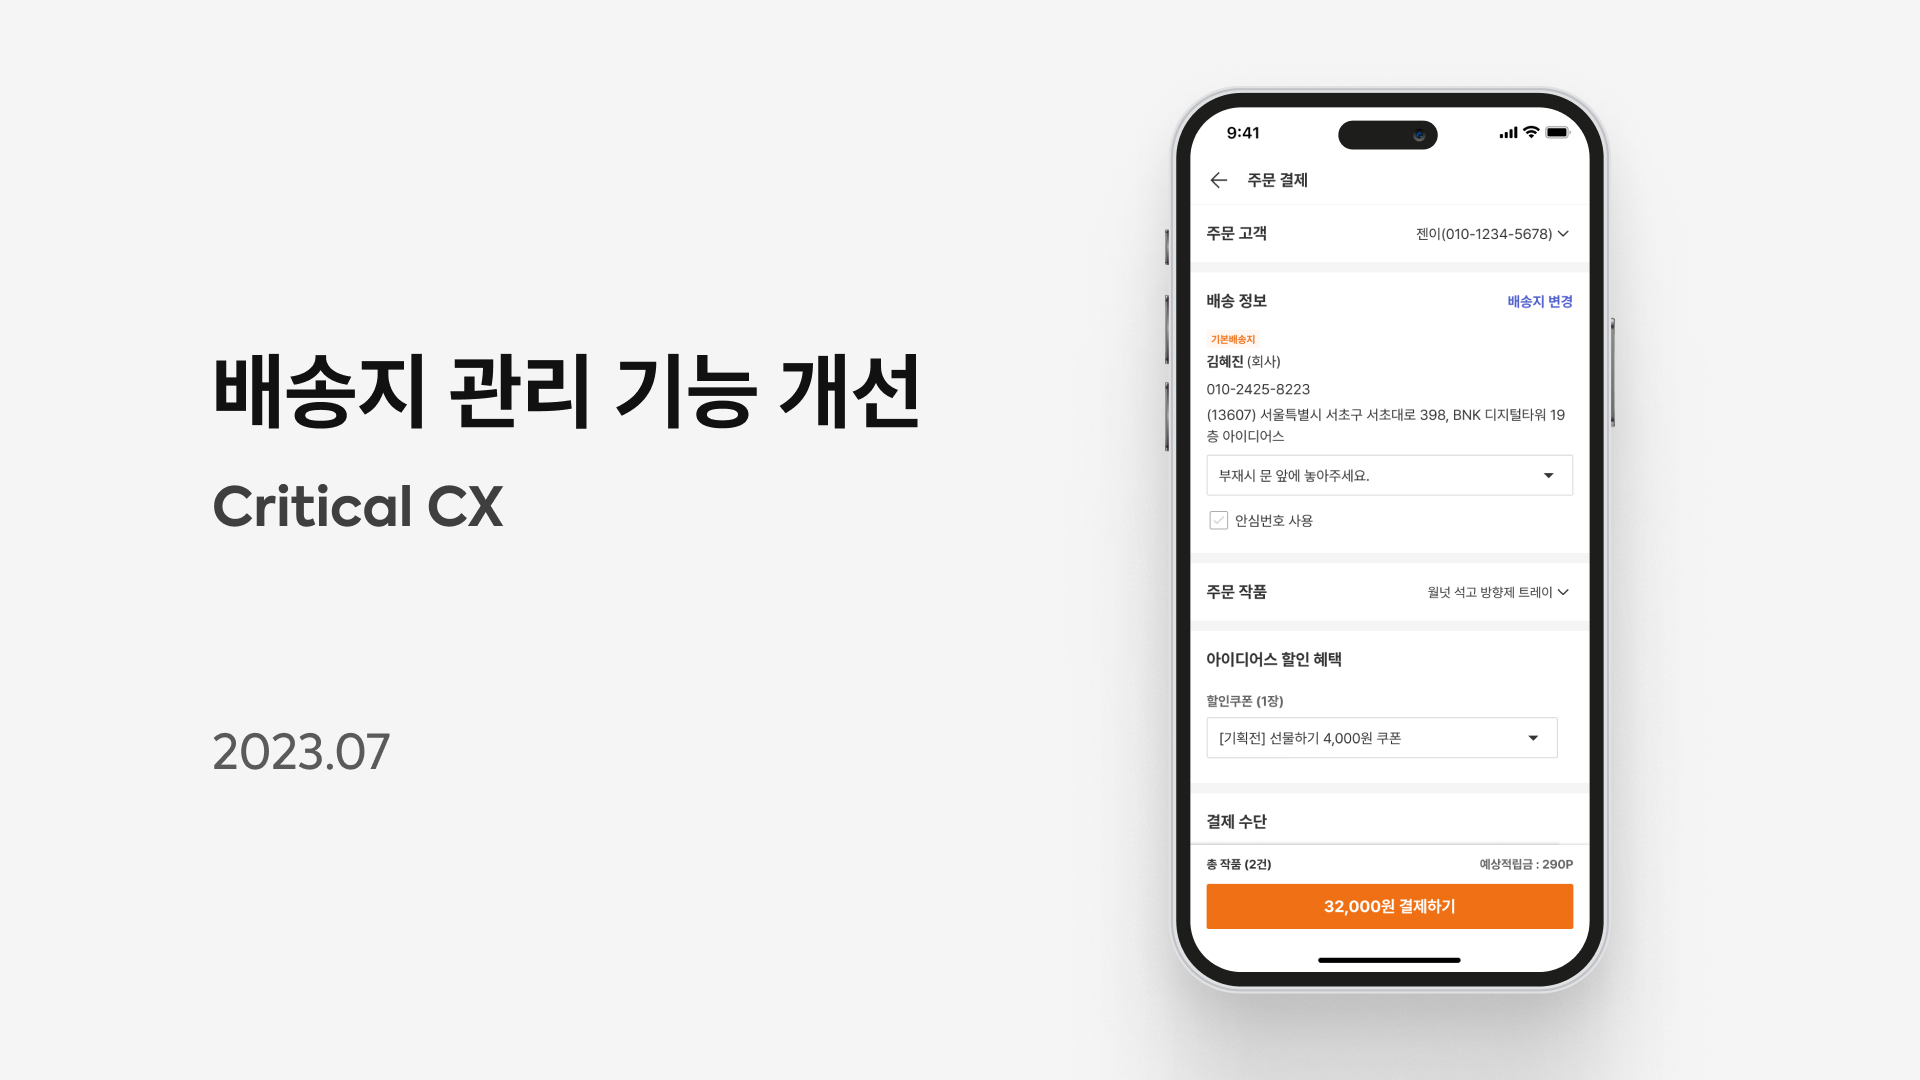 배송지 관리 기능 개선
Critical CX
2023.07
9:41
주문 결제
주문 고객
젠이(010-1234-5678)
배송 정보
배송지 변경
기본배송지
김혜진 (회사)
010-2425-8223
(13607) 서울특별시 서초구 서초대로 398, BNK 디지털타워 19
층 아이디어스
부재시 문 앞에 놓아주세요.
안심번호 사용
주문 작품
월넛 석고 방향제 트레이
아이디어스 할인 혜택
할인쿠폰 (1장)
[기획전] 선물하기 4,000원 쿠폰
결제 수단
총 작품 (2건)
예상적립금 : 290P
32,000원 결제하기